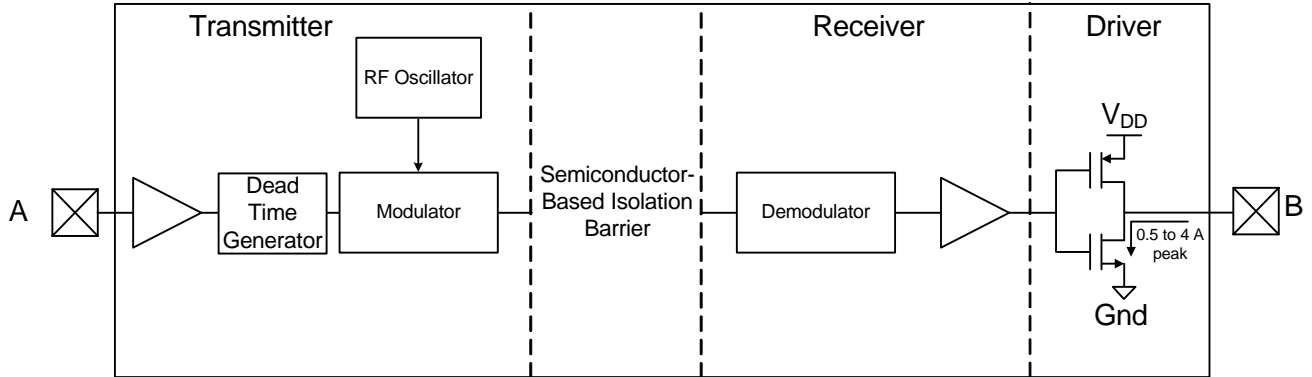 Transmitter
Receiver
Driver
RF Oscillator
V_DD
A
Dead
Time
Generator
Modulator
Semiconductor-
Based Isolation
Barrier
Demodulator
B
0.5 to 4 A
peak
Gnd